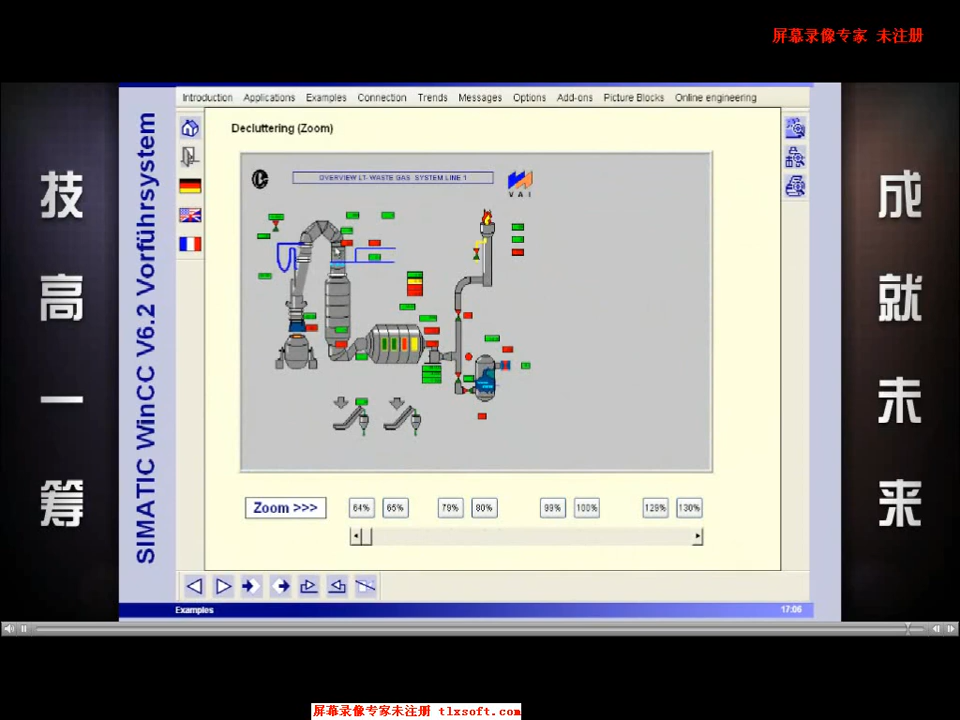 屏幕录像专家 未注册
Introduction Applications Examples Connection Trends Messages Options Add-ons Picture Blocks Online engineering
SIMATIC WinCC V6.2 Vorführsystem
Decluttering (Zoom)
OVERVIEW LT- WASTE GAS SYSTEM LINE 1
VAI
技高一筹
成就未来
Zoom >>>
64% 65% 79% 80% 99% 100% 129% 130%
Examples
17:06
屏幕录像专家未注册 tlxsoft.com